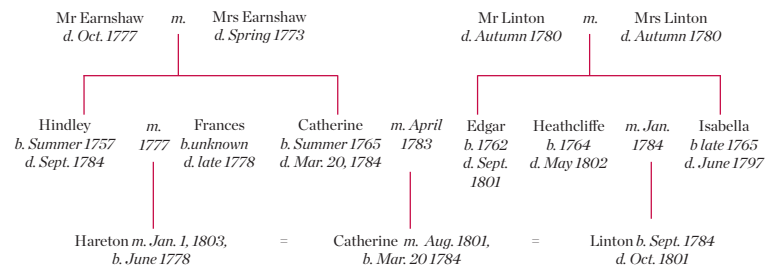 Mr Earnshaw m. Mrs Earnshaw Mr Linton m. Mrs Linton
d. Oct. 1777 d. Spring 1773 d. Autumn 1780 d. Autumn 1780
Hindley m. Frances Catherine m. April Edgar Heathcliffe m. Jan. Isabella
b. Summer 1757 1777 b.unknown b. Summer 1765 1783 b. 1762 b. 1764 1784 b late 1765
d. Sept. 1784 d. late 1778 d. Mar. 20, 1784 d. Sept. d. May 1802 d. June 1797
1801
Hareton m. Jan. 1, 1803, = Catherine m. Aug. 1801, = Linton b. Sept. 1784
b. June 1778 b. Mar. 20 1784 d. Oct. 1801